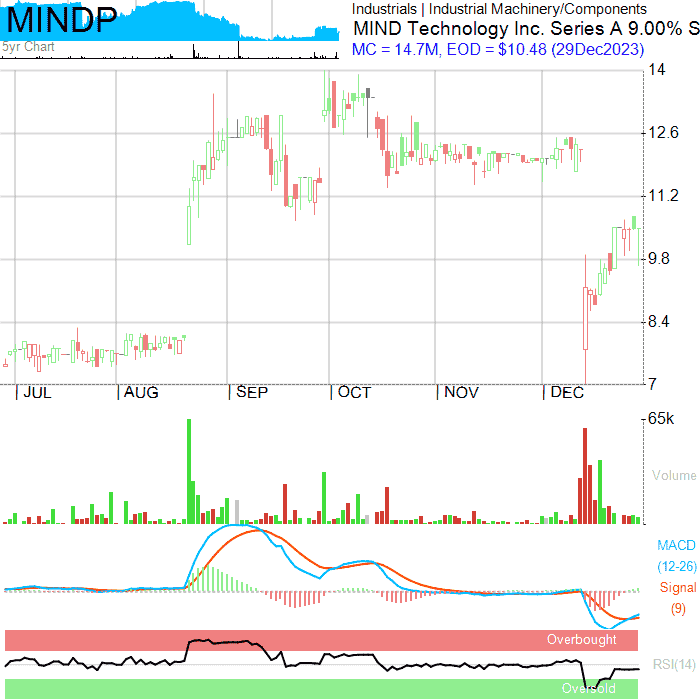 MINDP
5yr Chart
Industrials | Industrial Machinery/Components
MIND Technology Inc. Series A 9.00% S
MC = 14.7M, EOD = $10.48 (29Dec2023)
14
12.6
11.2
9.8
8.4
7
JUL AUG SEP OCT NOV DEC
65k
Volume
MACD
(12-26)
Signal
(9)
Overbought
RSI(14)
Oversold